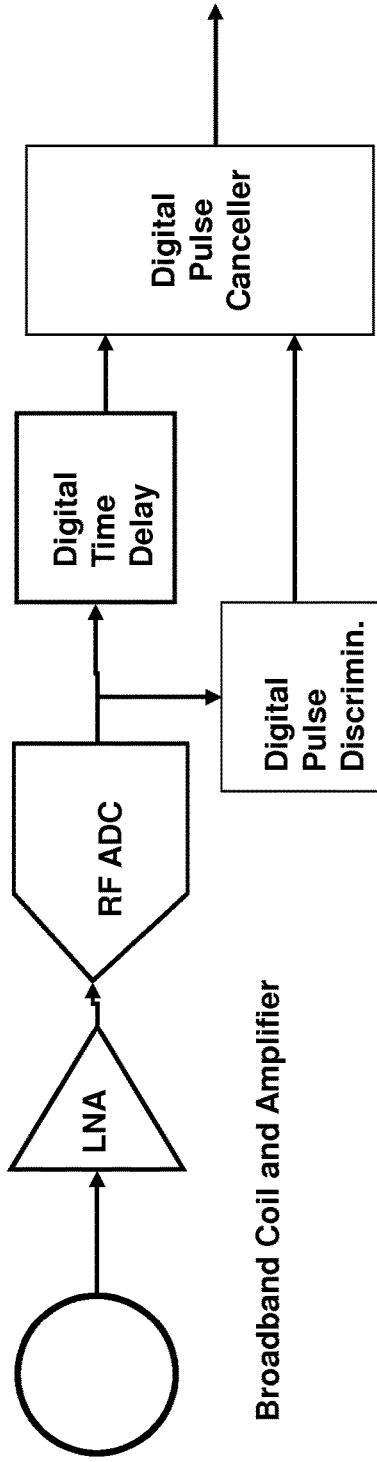 LNA
RF ADC
Digital
Time
Delay
Digital
Pulse
Discrimin.
Digital
Pulse
Canceller
Broadband Coil and Amplifier